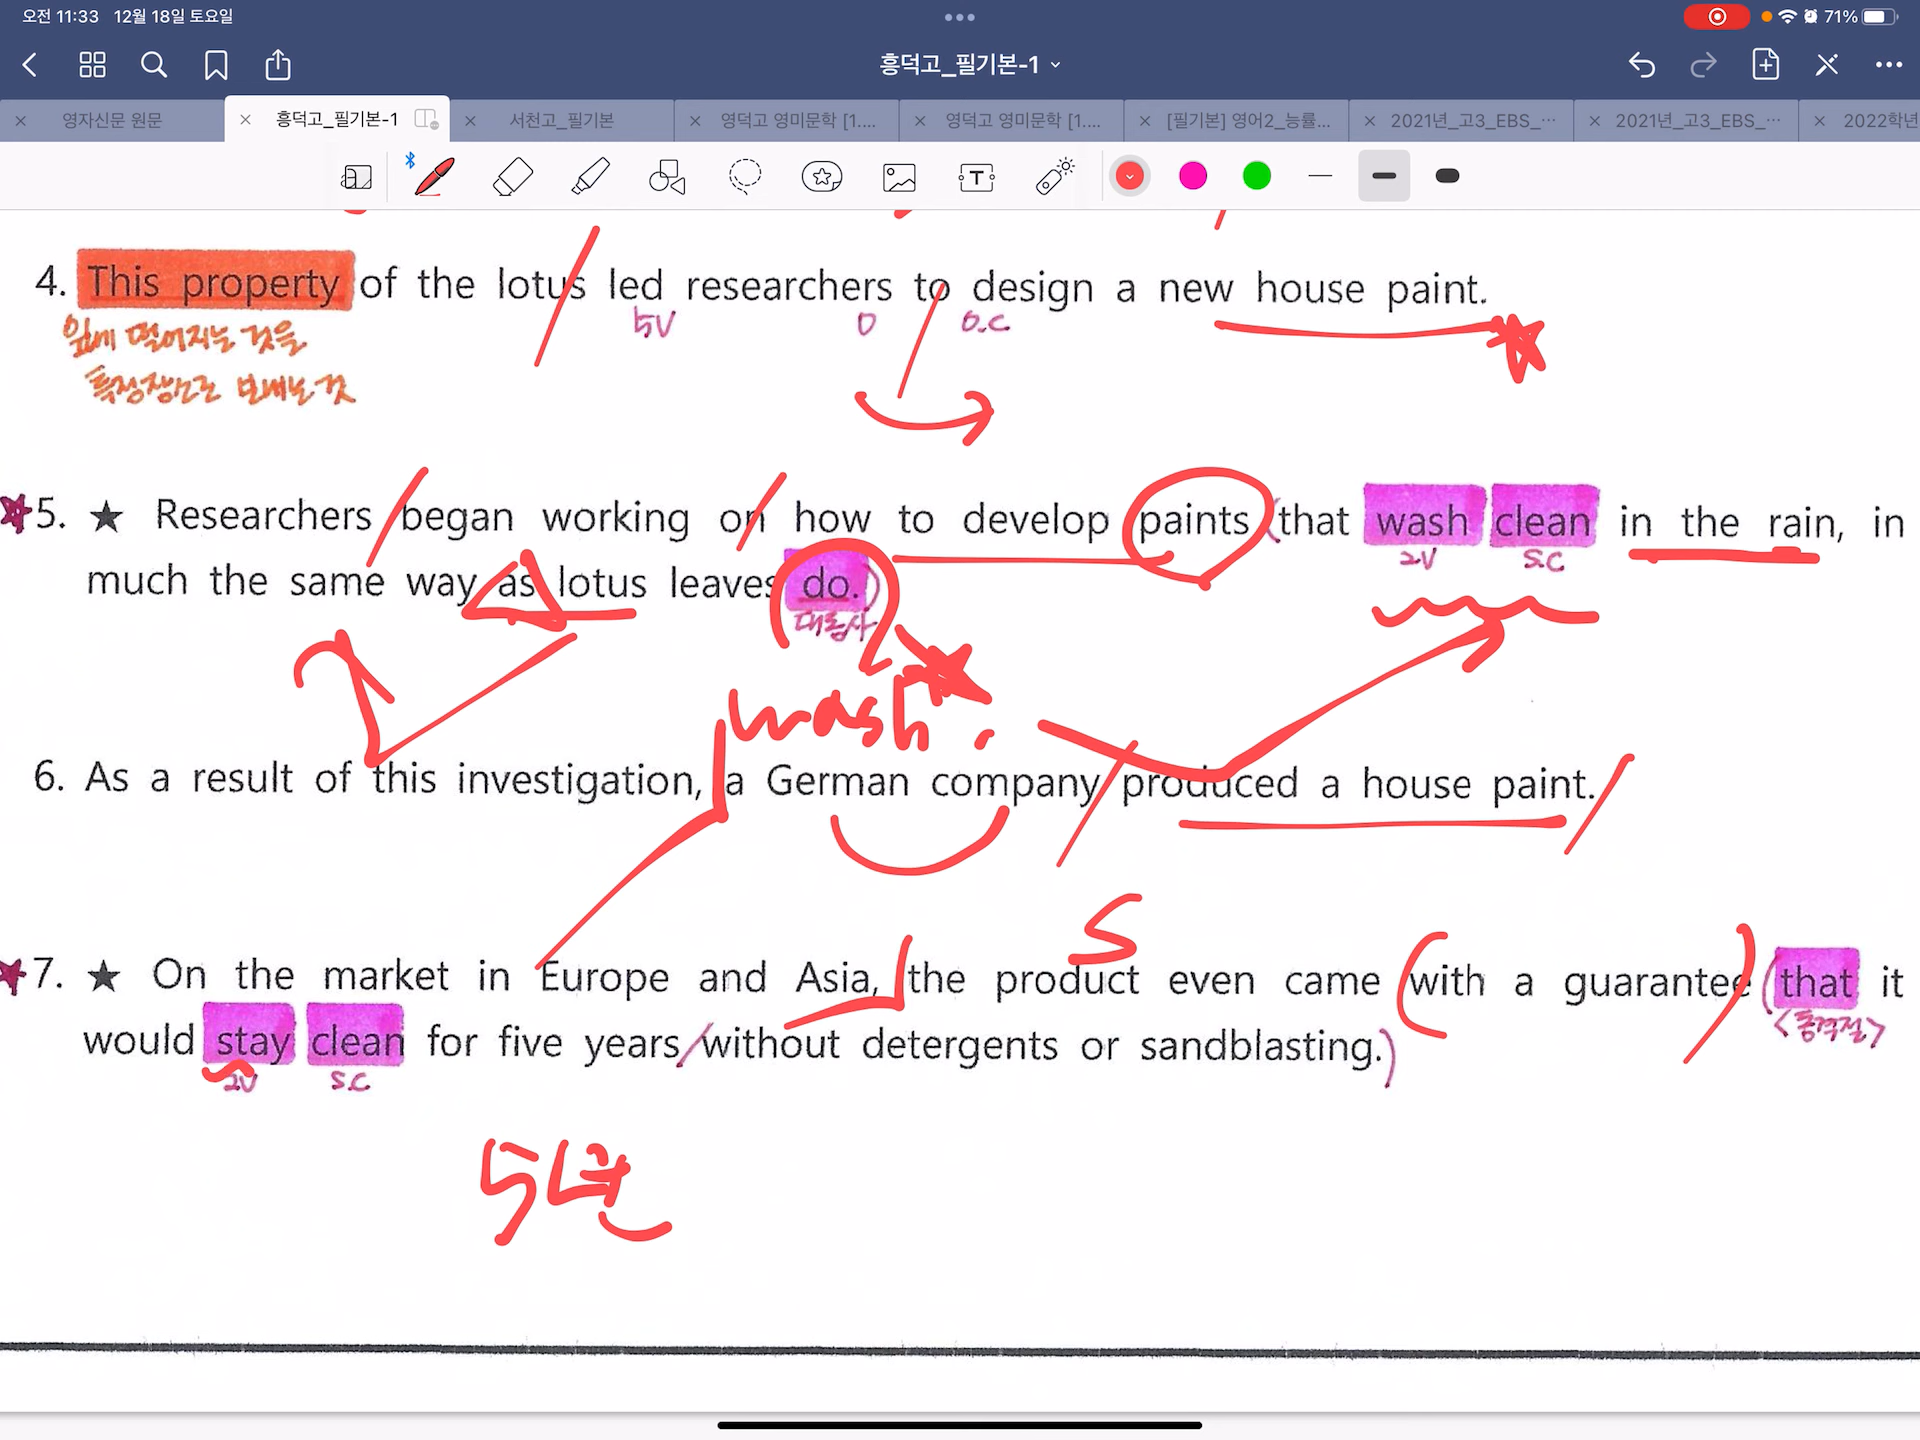 오전 11:33 12월 18일 토요일
71%
흥덕고_필기본-1
영자신문 원문
흥덕고_필기본-1
서천고_필기본
영덕고 영미문학 [1....
영덕고 영미문학 [1....
[필기본] 영어2_능률...
2021년_고3_EBS_...
2021년_고3_EBS_...
2022학년
4. This property of the lotus led researchers to design a new house paint.
5V O O.C
잎에 떨어지는 것을
특정장소로 보내는 것
5. ★ Researchers began working on how to develop paints (that wash clean in the rain, in
2V S.C
much the same way as lotus leaves do.)
대동사
wash
6. As a result of this investigation, a German company produced a house paint.
S
7. ★ On the market in Europe and Asia, the product even came (with a guarantee) (that it
<동격절>
would stay clean for five years/without detergents or sandblasting.)
2V S.C
5년